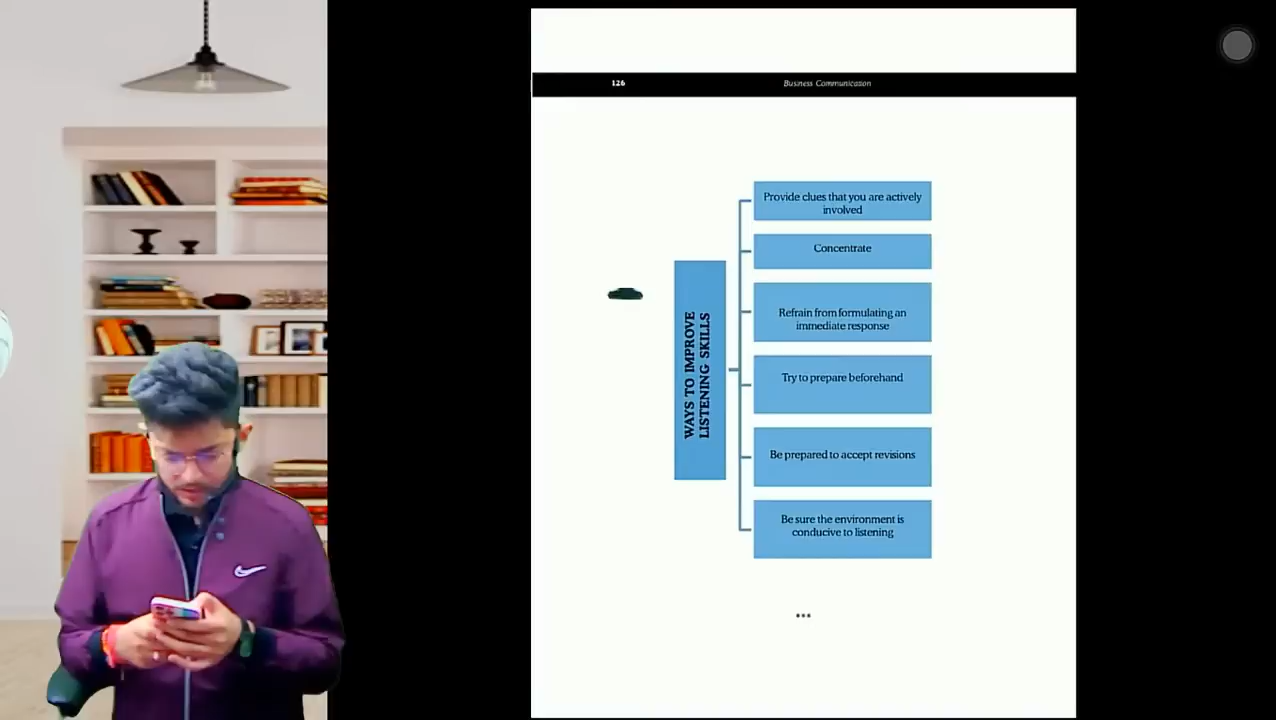 126
Business Communication
Provide clues that you are actively
involved
Concentrate
Refrain from formulating an
immediate response
WAYS TO IMPROVE
LISTENING SKILLS
Try to prepare beforehand
Be prepared to accept revisions
Be sure the environment is
conducive to listening
•••